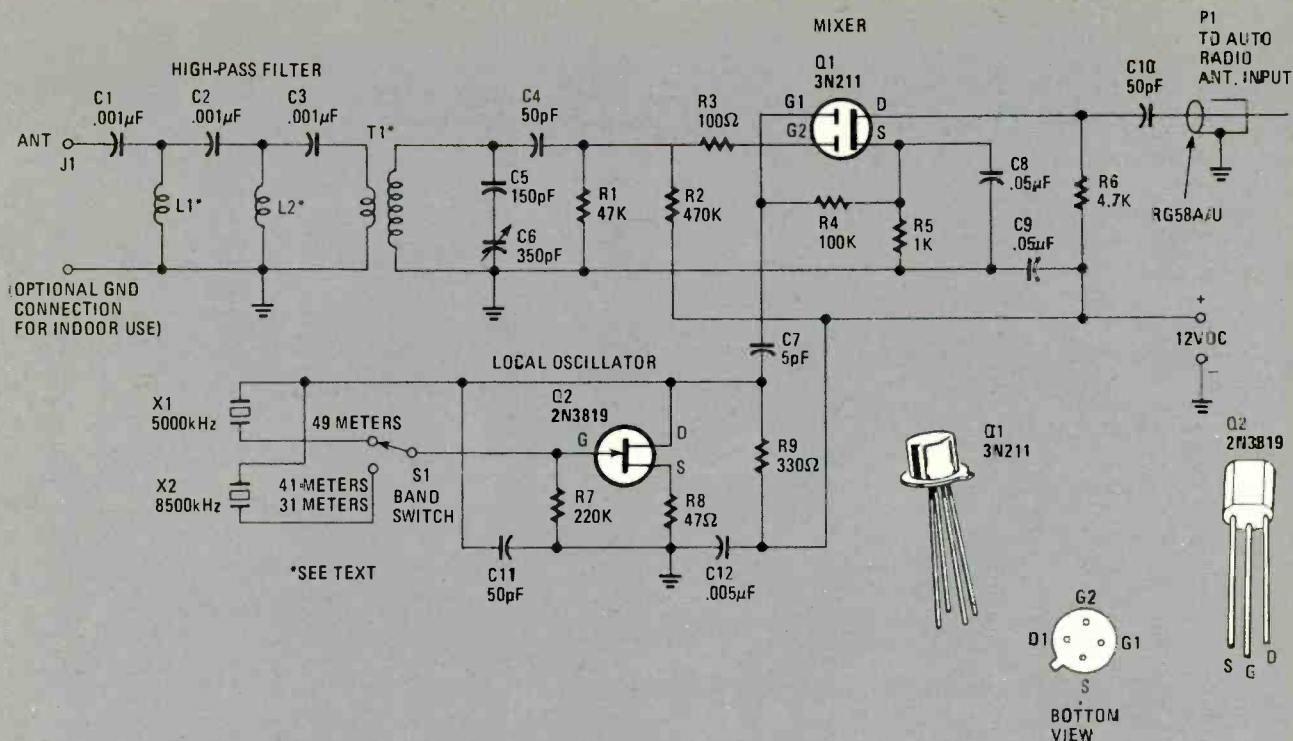 HIGH-PASS FILTER
C1
.001µF
C2
.001µF
C3
.001µF
ANT
J1
L1*
L2*
T1*
(OPTIONAL GND
CONNECTION
FOR INDOOR USE)
C4
50pF
C5
150pF
C6
350pF
R1
47K
R2
470K
R3
100Ω
MIXER
Q1
3N211
G1
G2
D
S
R4
100K
R5
1K
C8
.05µF
C9
.05µF
R6
4.7K
C10
50pF
P1
TO AUTO
RADIO
ANT. INPUT
RG58A/U
+
12VDC
−
C7
5pF
LOCAL OSCILLATOR
X1
5000kHz
X2
8500kHz
49 METERS
41 METERS
31 METERS
S1
BAND
SWITCH
Q2
2N3819
G
D
S
R7
220K
R8
47Ω
R9
330Ω
C11
50pF
C12
.005µF
*SEE TEXT
Q1
3N211
G2
D1
G1
S
BOTTOM
VIEW
Q2
2N3819
S
G
D